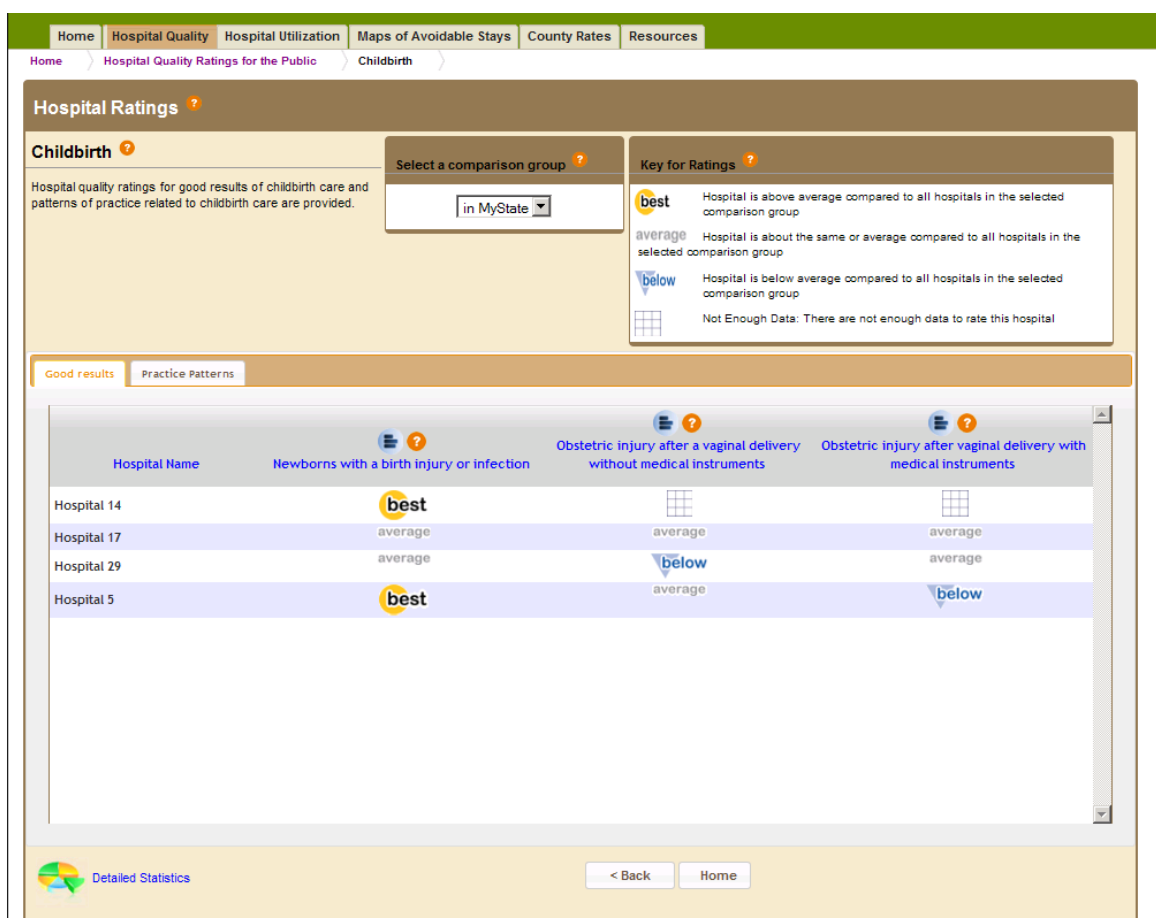 Home Hospital Quality Hospital Utilization Maps of Avoidable Stays County Rates Resources
Home Hospital Quality Ratings for the Public Childbirth
Hospital Ratings ?
Childbirth ?
Hospital quality ratings for good results of childbirth care and
patterns of practice related to childbirth care are provided.
Select a comparison group ?
in MyState
Key for Ratings ?
best Hospital is above average compared to all hospitals in the selected
comparison group
average Hospital is about the same or average compared to all hospitals in the
selected comparison group
below Hospital is below average compared to all hospitals in the selected
comparison group
Not Enough Data: There are not enough data to rate this hospital
Good results Practice Patterns
Hospital Name
? Newborns with a birth injury or infection
? Obstetric injury after a vaginal delivery
without medical instruments
? Obstetric injury after vaginal delivery with
medical instruments
Hospital 14 best
Hospital 17 average average average
Hospital 29 average below average
Hospital 5 best average below
Detailed Statistics
< Back Home